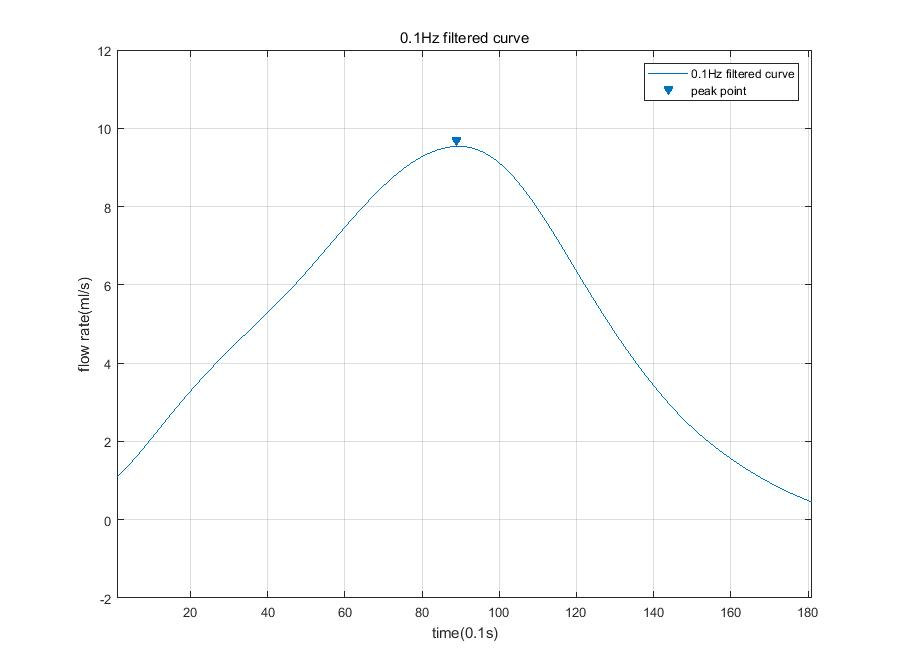 0.1Hz filtered curve
12
10
8
6
4
2
0
-2
flow rate(ml/s)
0.1Hz filtered curve
peak point
20 40 60 80 100 120 140 160 180
time(0.1s)